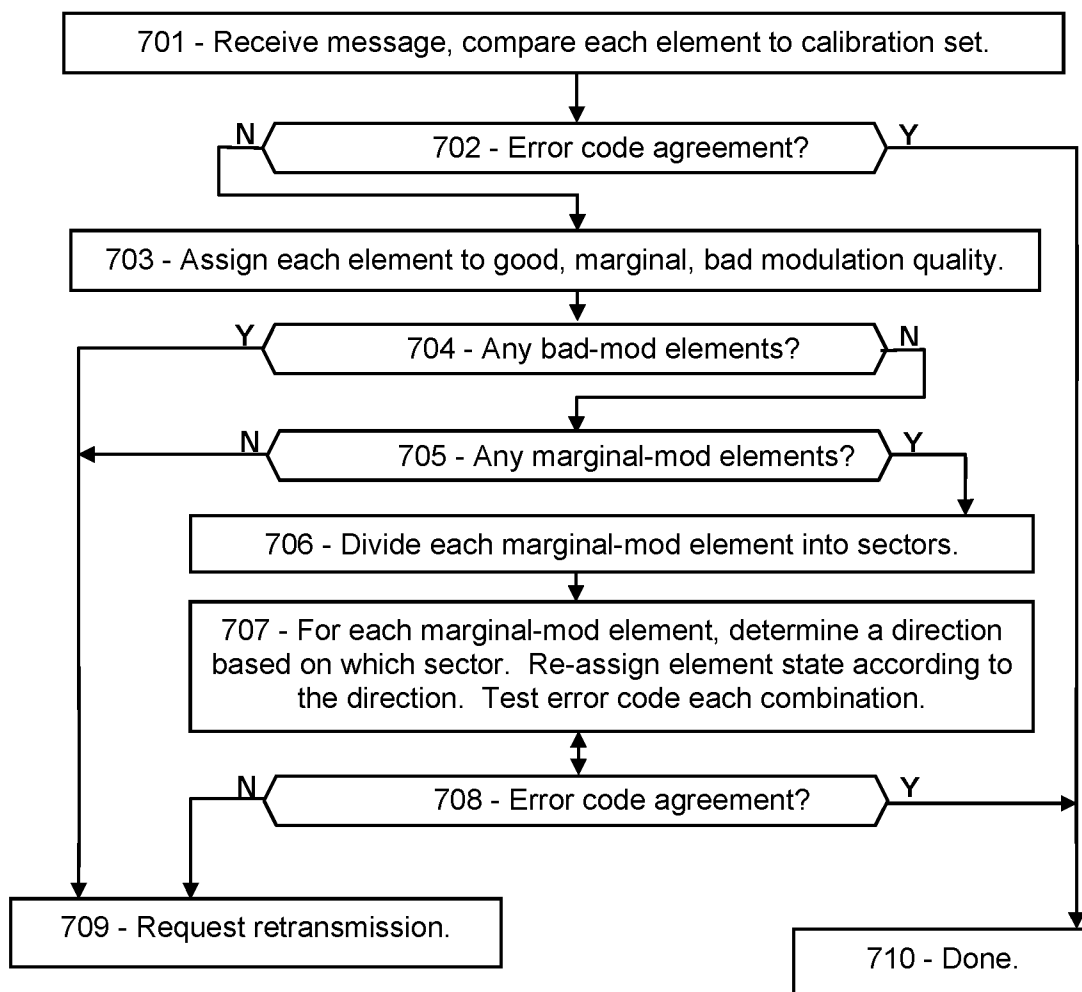 701 - Receive message, compare each element to calibration set.
N
702 - Error code agreement?
Y
703 - Assign each element to good, marginal, bad modulation quality.
Y
704 - Any bad-mod elements?
N
N
705 - Any marginal-mod elements?
Y
706 - Divide each marginal-mod element into sectors.
707 - For each marginal-mod element, determine a direction
based on which sector.  Re-assign element state according to
the direction.  Test error code each combination.
N
708 - Error code agreement?
Y
709 - Request retransmission.
710 - Done.